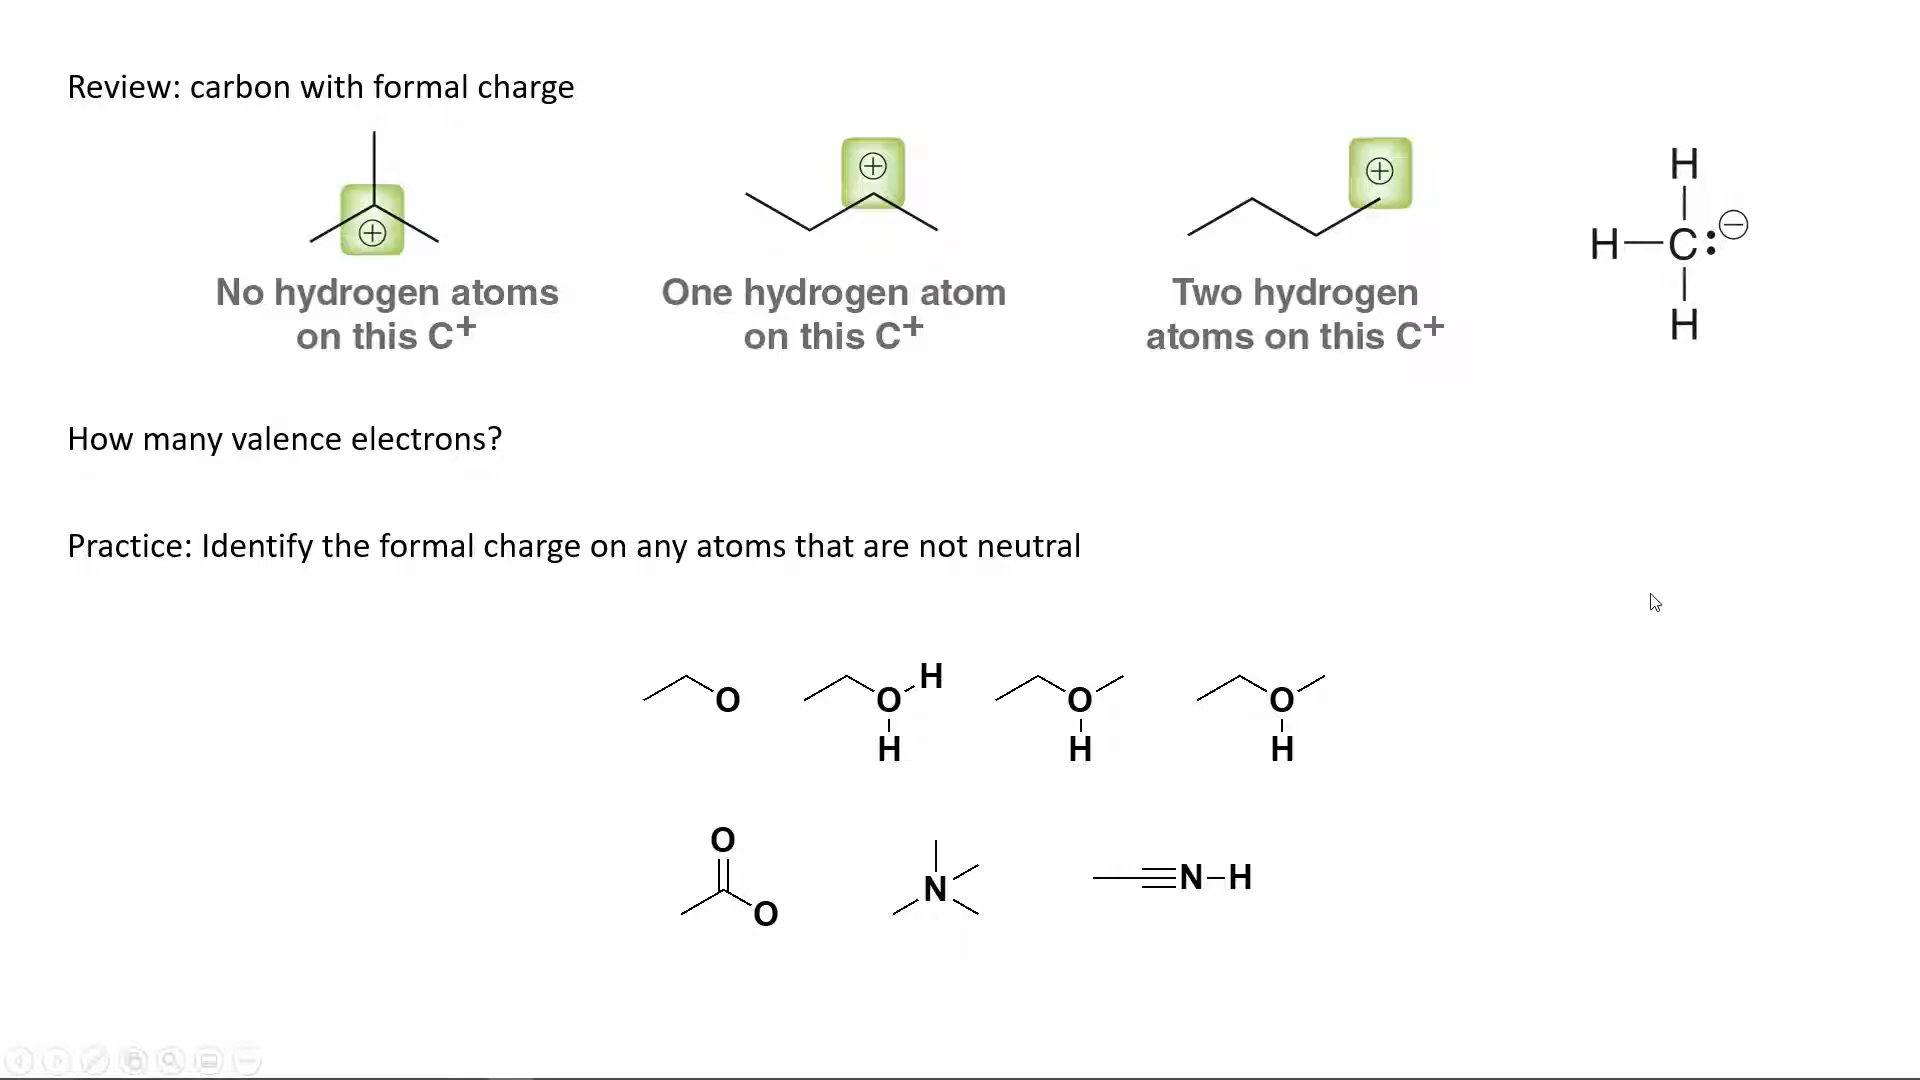 Review: carbon with formal charge
⊕
⊕
⊕
H
H—C:⊖
H
No hydrogen atoms
on this C⁺
One hydrogen atom
on this C⁺
Two hydrogen
atoms on this C⁺
How many valence electrons?
Practice: Identify the formal charge on any atoms that are not neutral
O
O H
H
O
H
O
H
O
O
N
N–H